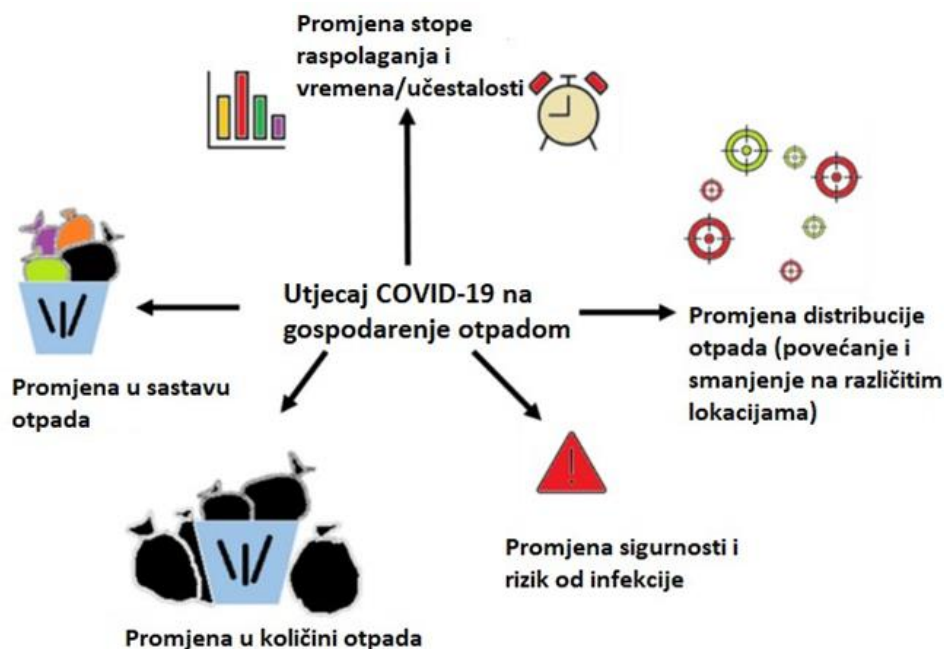 Promjena stope
raspolaganja i
vremena/učestalosti
Utjecaj COVID-19 na
gospodarenje otpadom
Promjena distribucije
otpada (povećanje i
smanjenje na različitim
lokacijama)
Promjena u sastavu
otpada
Promjena sigurnosti i
rizik od infekcije
Promjena u količini otpada